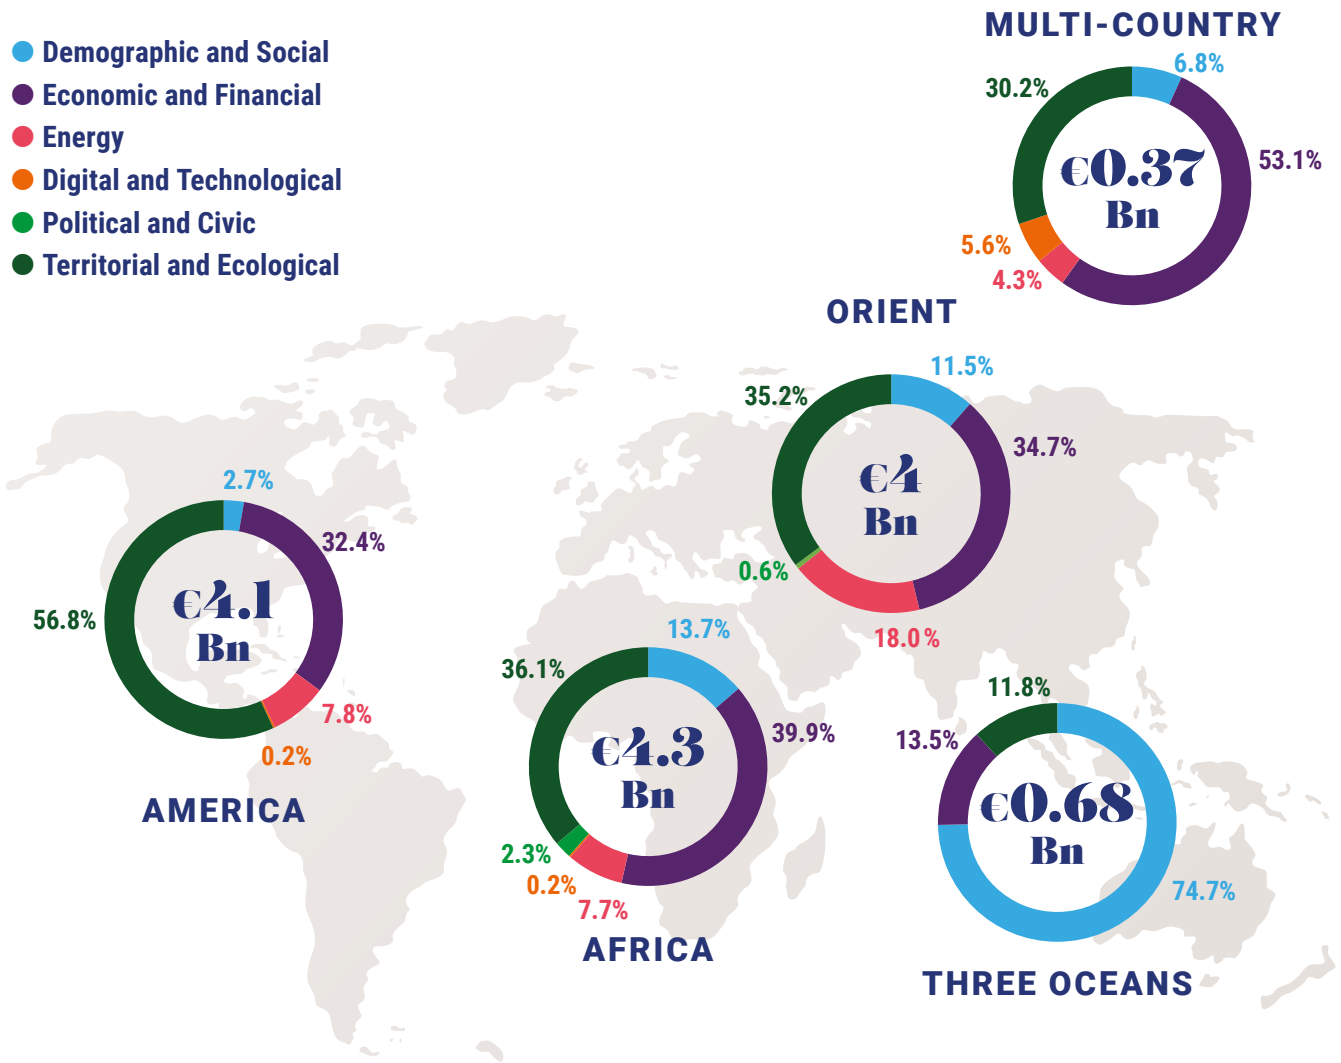 Demographic and Social
Economic and Financial
Energy
Digital and Technological
Political and Civic
Territorial and Ecological
MULTI-COUNTRY
6.8%
30.2%
53.1%
€0.37
Bn
5.6%
4.3%
ORIENT
11.5%
35.2%
34.7%
€4
Bn
0.6%
18.0%
2.7%
32.4%
56.8%
€4.1
Bn
7.8%
0.2%
AMERICA
13.7%
36.1%
39.9%
€4.3
Bn
2.3%
0.2%
7.7%
AFRICA
11.8%
13.5%
€0.68
Bn
74.7%
THREE OCEANS